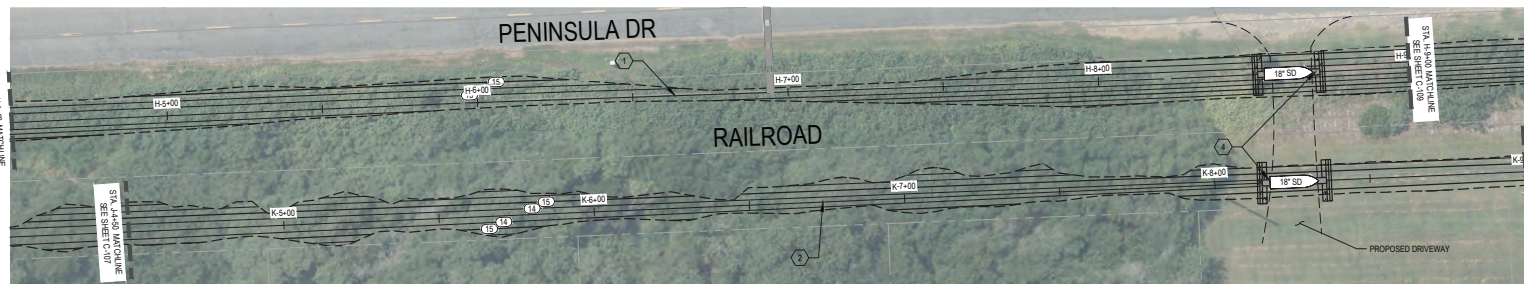 PENINSULA DR
1
H-5+00
15
H-6+00
H-7+00
H-8+00
18" SD
STA. H-9+00 MATCHLINE
SEE SHEET C-109
RAILROAD
4
STA. J-4+50 MATCHLINE
SEE SHEET C-107
K-5+00
15
14
K-6+00
14
15
K-7+00
K-8+00
18" SD
2
PROPOSED DRIVEWAY